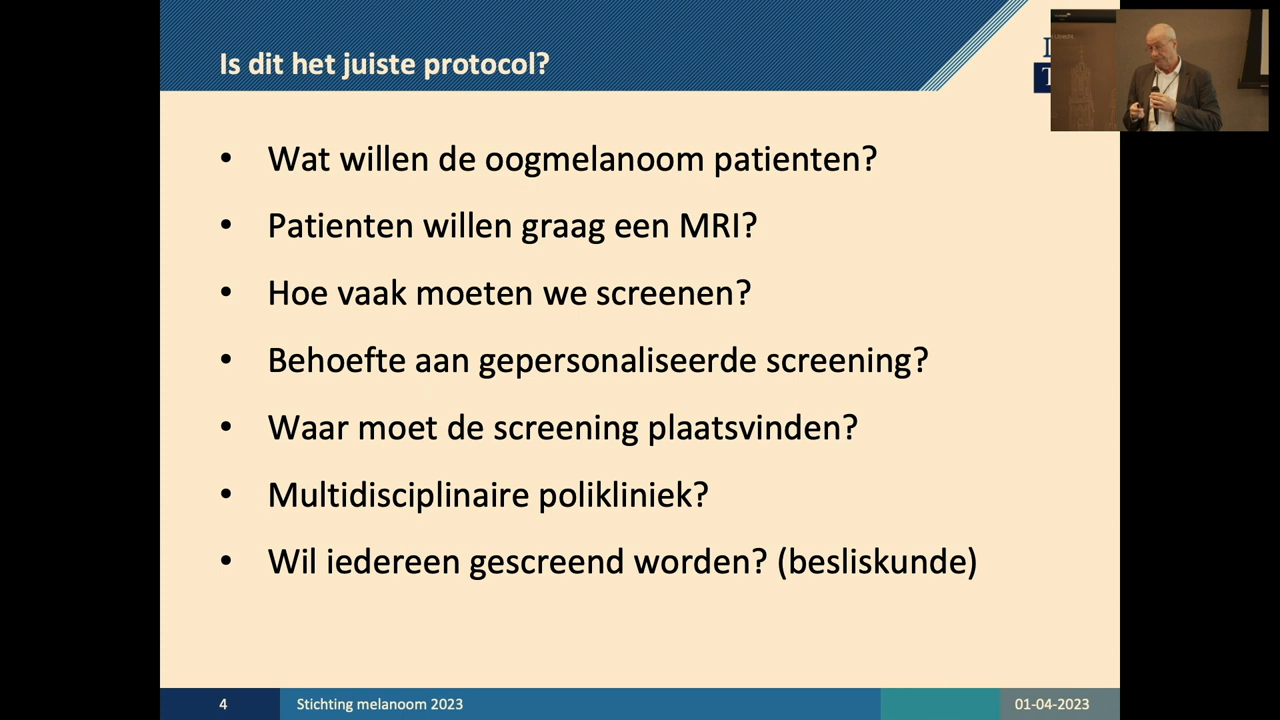 Is dit het juiste protocol?
• Wat willen de oogmelanoom patienten?
• Patienten willen graag een MRI?
• Hoe vaak moeten we screenen?
• Behoefte aan gepersonaliseerde screening?
• Waar moet de screening plaatsvinden?
• Multidisciplinaire polikliniek?
• Wil iedereen gescreend worden? (besliskunde)
4 Stichting melanoom 2023 01-04-2023